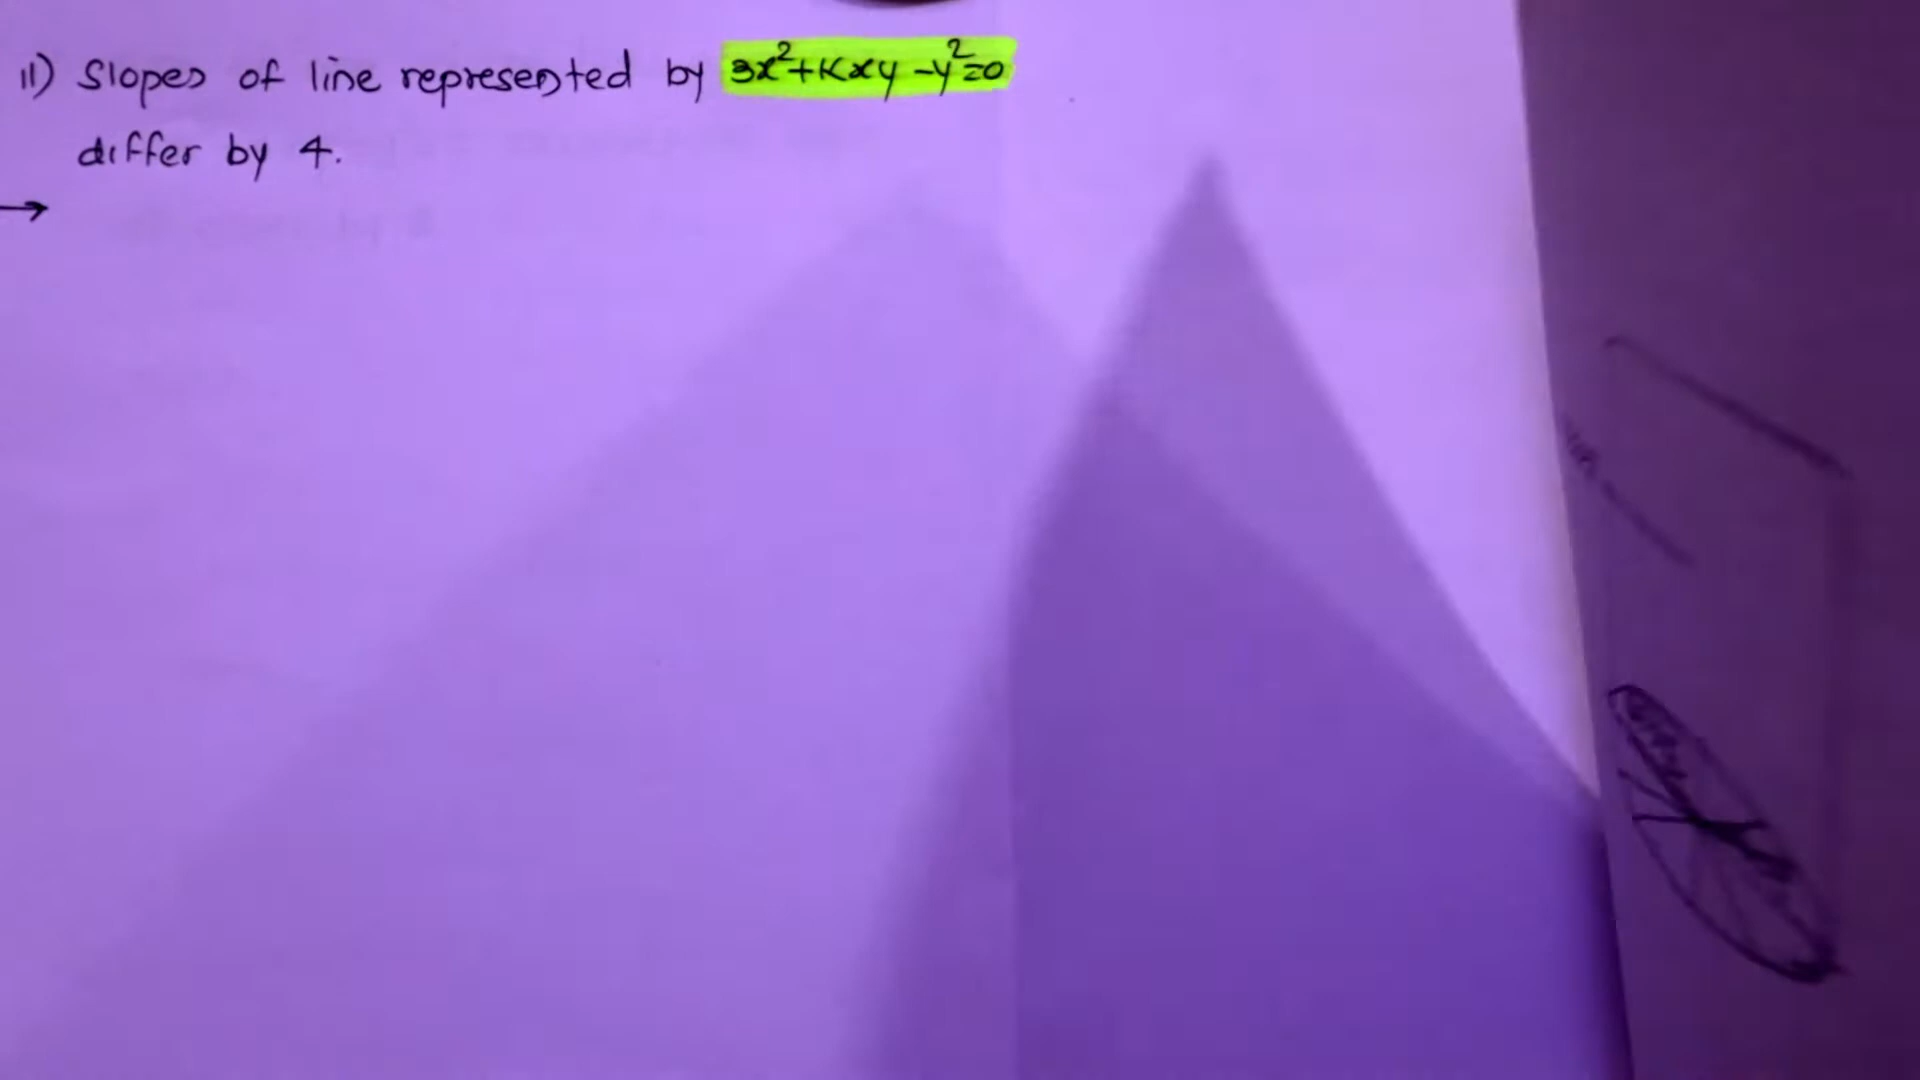 11) Slopes of line represented by 3x²+Kxy-y²=0
differ by 4.
→